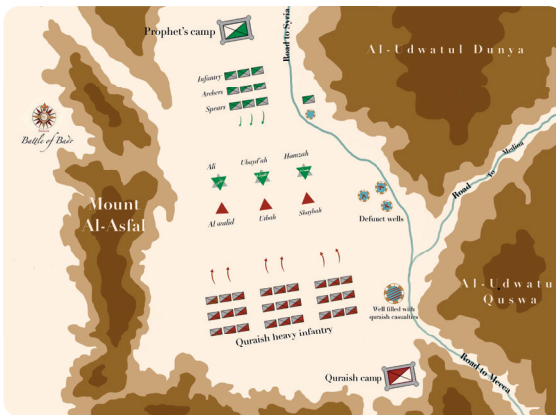 Prophet's camp
Road to Syria
Al-Udwatul Dunya
Infantry
Archers
Spears
Battle of Badr
Ali
Ubayd'ah
Hamzah
Road to Medina
Mount
Al-Asfal
Al walid
Utbah
Shaybah
Defunct wells
Al-Udwatu
Quswa
Well filled with
quraish casualties
Quraish heavy infantry
Road to Mecca
Quraish camp